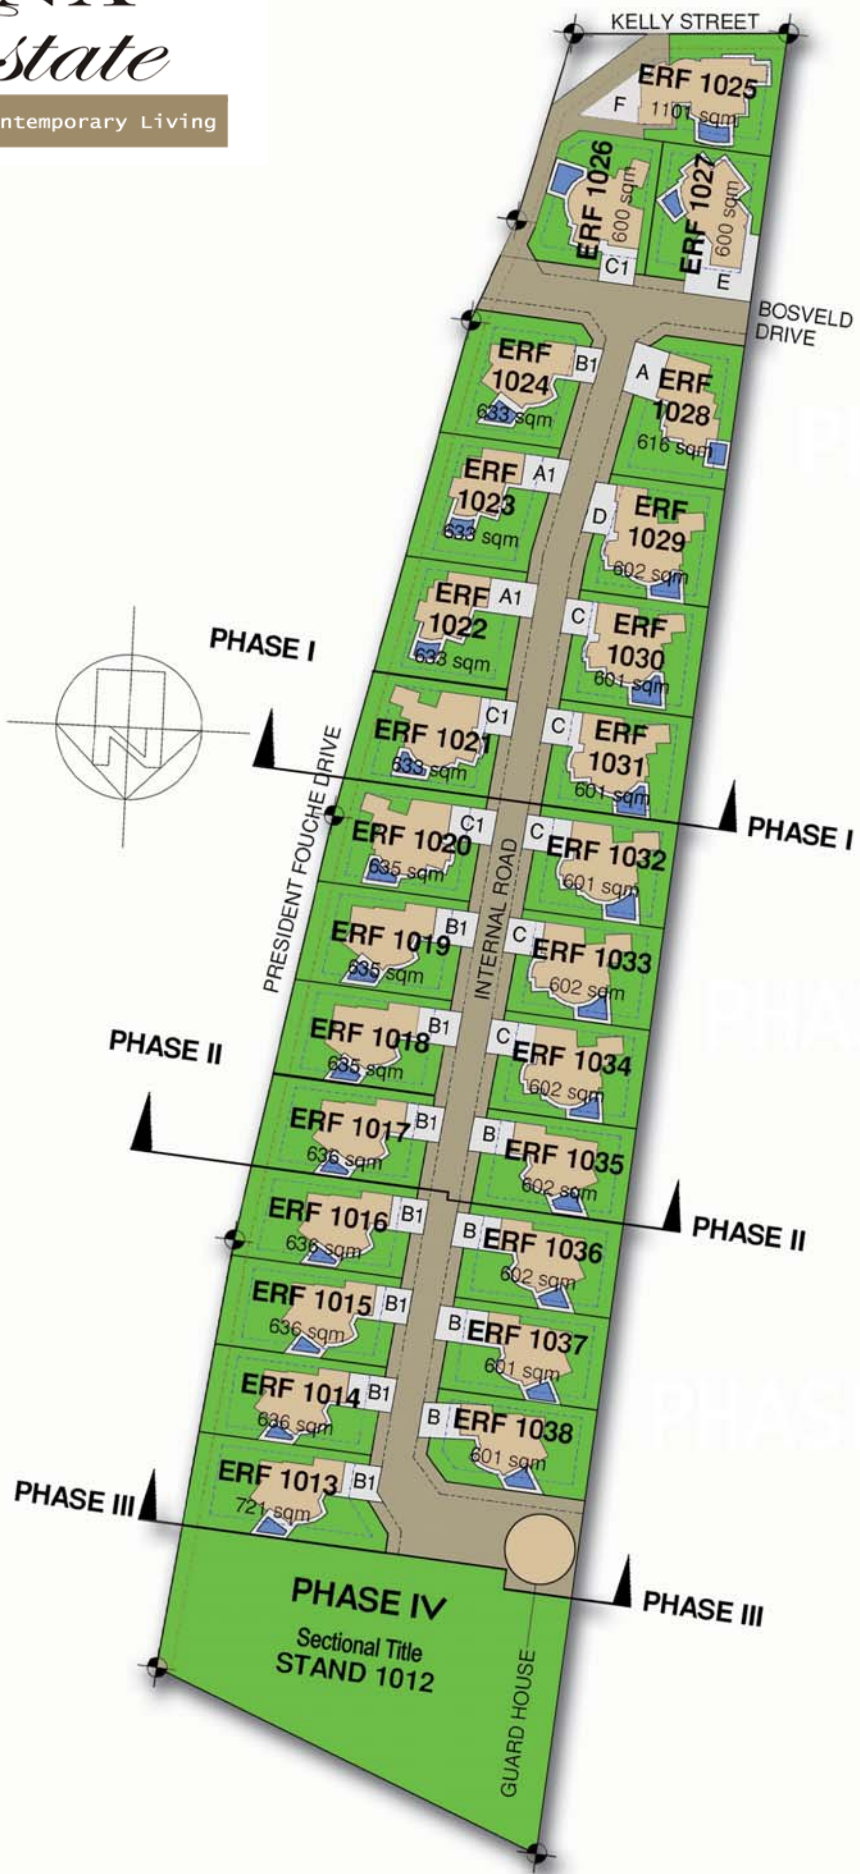 state
ntemporary Living
KELLY STREET
ERF 1025
1101 sqm
F
ERF 1026
600 sqm
C1
ERF 1027
600 sqm
E
BOSVELD
DRIVE
ERF
1024
633 sqm
B1
A
ERF
1028
616 sqm
ERF
1023
633 sqm
A1
D
ERF
1029
602 sqm
ERF
1022
633 sqm
A1
C
ERF
1030
601 sqm
PHASE I
N
ERF 1021
633 sqm
C1
C
ERF
1031
601 sqm
PHASE I
PRESIDENT FOUCHE DRIVE
INTERNAL ROAD
ERF 1020
635 sqm
C1
C
ERF 1032
601 sqm
ERF 1019
635 sqm
B1
C
ERF 1033
602 sqm
ERF 1018
635 sqm
B1
C
ERF 1034
602 sqm
PHASE II
ERF 1017
636 sqm
B1
B
ERF 1035
602 sqm
PHASE II
ERF 1016
636 sqm
B1
B
ERF 1036
602 sqm
ERF 1015
636 sqm
B1
B
ERF 1037
601 sqm
ERF 1014
636 sqm
B1
B
ERF 1038
601 sqm
PHASE III
ERF 1013
721 sqm
B1
PHASE III
PHASE IV
Sectional Title
STAND 1012
GUARD HOUSE